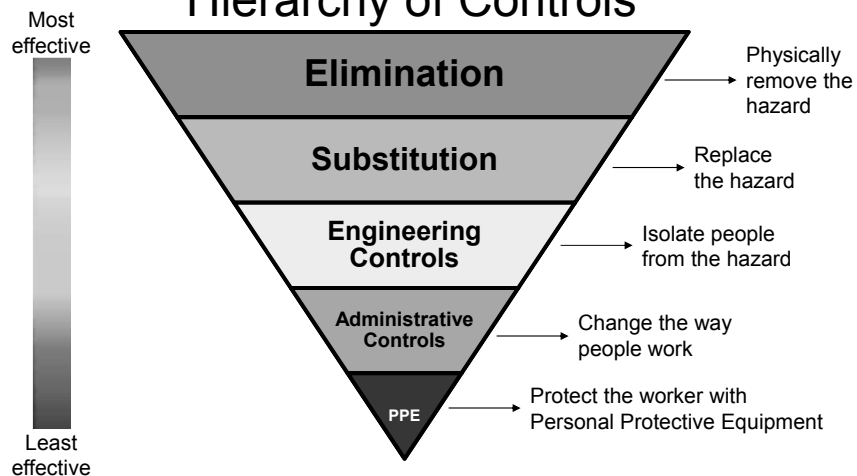 Hierarchy of Controls
Most
effective
Elimination
Physically
remove the
hazard
Substitution
Replace
the hazard
Engineering
Controls
Isolate people
from the hazard
Administrative
Controls
Change the way
people work
PPE
Protect the worker with
Personal Protective Equipment
Least
effective